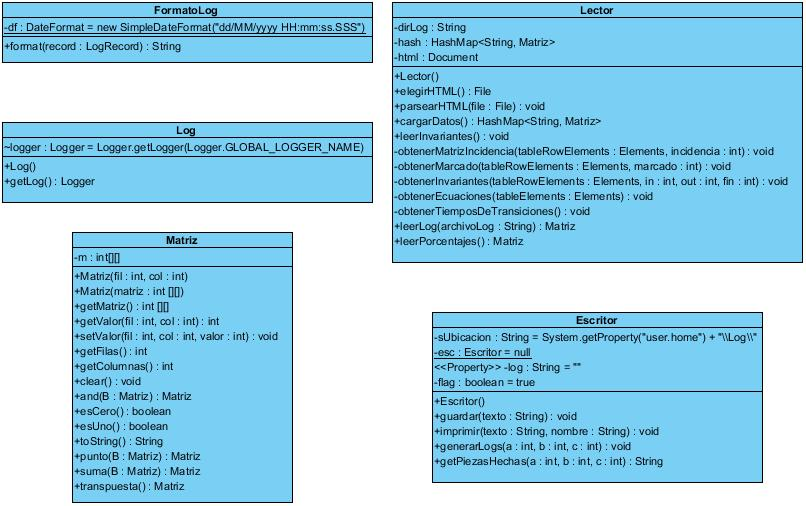 FormatoLog
-df : DateFormat = new SimpleDateFormat("dd/MM/yyyy HH:mm:ss.SSS")
+format(record : LogRecord) : String
Log
~logger : Logger = Logger.getLogger(Logger.GLOBAL_LOGGER_NAME)
+Log()
+getLog() : Logger
Matriz
-m : int[][]
+Matriz(fil : int, col : int)
+Matriz(matriz : int [][])
+getMatriz() : int [][]
+getValor(fil : int, col : int) : int
+setValor(fil : int, col : int, valor : int) : void
+getFilas() : int
+getColumnas() : int
+clear() : void
+and(B : Matriz) : Matriz
+esCero() : boolean
+esUno() : boolean
+toString() : String
+punto(B : Matriz) : Matriz
+suma(B : Matriz) : Matriz
+transpuesta() : Matriz
Lector
-dirLog : String
-hash : HashMap<String, Matriz>
-html : Document
+Lector()
+elegirHTML() : File
+parsearHTML(file : File) : void
+cargarDatos() : HashMap<String, Matriz>
+leerInvariantes() : void
-obtenerMatrizIncidencia(tableRowElements : Elements, incidencia : int) : void
-obtenerMarcado(tableRowElements : Elements, marcado : int) : void
-obtenerInvariantes(tableRowElements : Elements, in : int, out : int, fin : int) : void
-obtenerEcuaciones(tableElements : Elements) : void
-obtenerTiemposDeTransiciones() : void
+leerLog(archivoLog : String) : Matriz
+leerPorcentajes() : Matriz
Escritor
-sUbicacion : String = System.getProperty("user.home") + "\\Log\\"
-esc : Escritor = null
<<Property>> -log : String = ""
-flag : boolean = true
+Escritor()
+guardar(texto : String) : void
+imprimir(texto : String, nombre : String) : void
+generarLogs(a : int, b : int, c : int) : void
+getPiezasHechas(a : int, b : int, c : int) : String